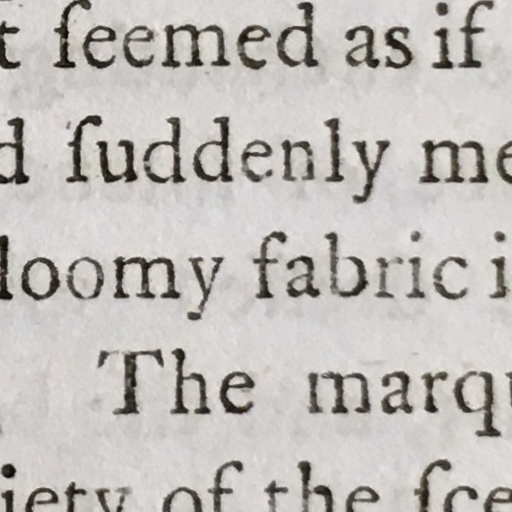 t ſeemed as if
d ſuddenly me
loomy fabric i
The marqu
iety of the ſce